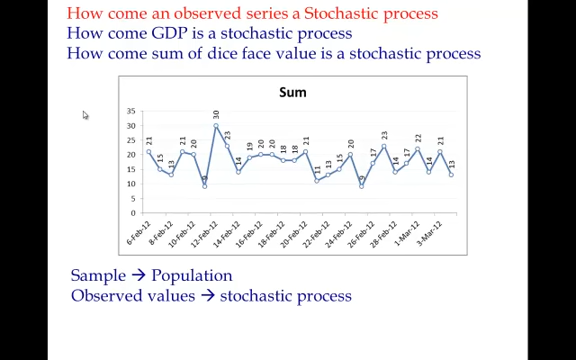 How come an observed series a Stochastic process
How come GDP is a stochastic process
How come sum of dice face value is a stochastic process
Sum
35
30
25
20
15
10
5
0
21
15
13
21
20
9
30
23
14
19
20
20
18
18
21
11
13
15
20
9
17
23
14
17
22
14
21
13
6-Feb-12
8-Feb-12
10-Feb-12
12-Feb-12
14-Feb-12
16-Feb-12
18-Feb-12
20-Feb-12
22-Feb-12
24-Feb-12
26-Feb-12
28-Feb-12
1-Mar-12
3-Mar-12
Sample → Population
Observed values → stochastic process